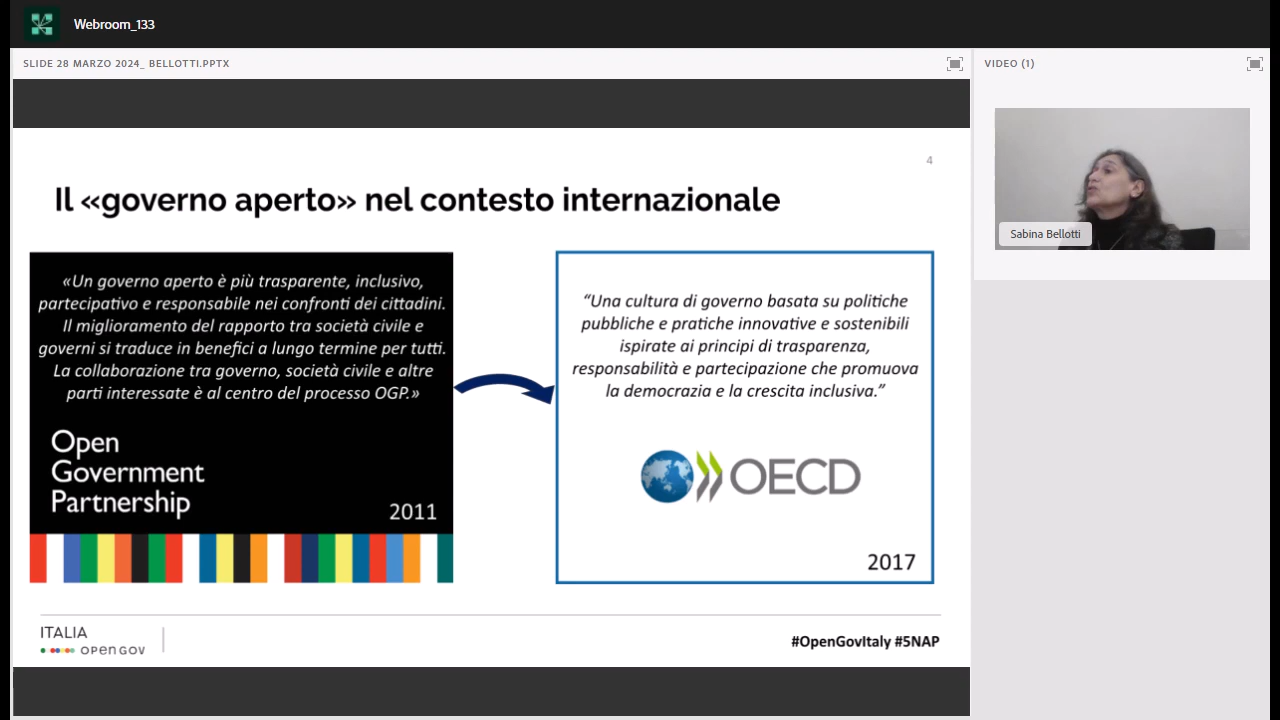 Webroom_133
SLIDE 28 MARZO 2024_ BELLOTTI.PPTX
VIDEO (1)
4
Il «governo aperto» nel contesto internazionale
«Un governo aperto è più trasparente, inclusivo,
partecipativo e responsabile nei confronti dei cittadini.
Il miglioramento del rapporto tra società civile e
governi si traduce in benefici a lungo termine per tutti.
La collaborazione tra governo, società civile e altre
parti interessate è al centro del processo OGP.»
Open
Government
Partnership
2011
“Una cultura di governo basata su politiche
pubbliche e pratiche innovative e sostenibili
ispirate ai principi di trasparenza,
responsabilità e partecipazione che promuova
la democrazia e la crescita inclusiva.”
OECD
2017
Sabina Bellotti
ITALIA
OPENGOV
#OpenGovItaly #5NAP